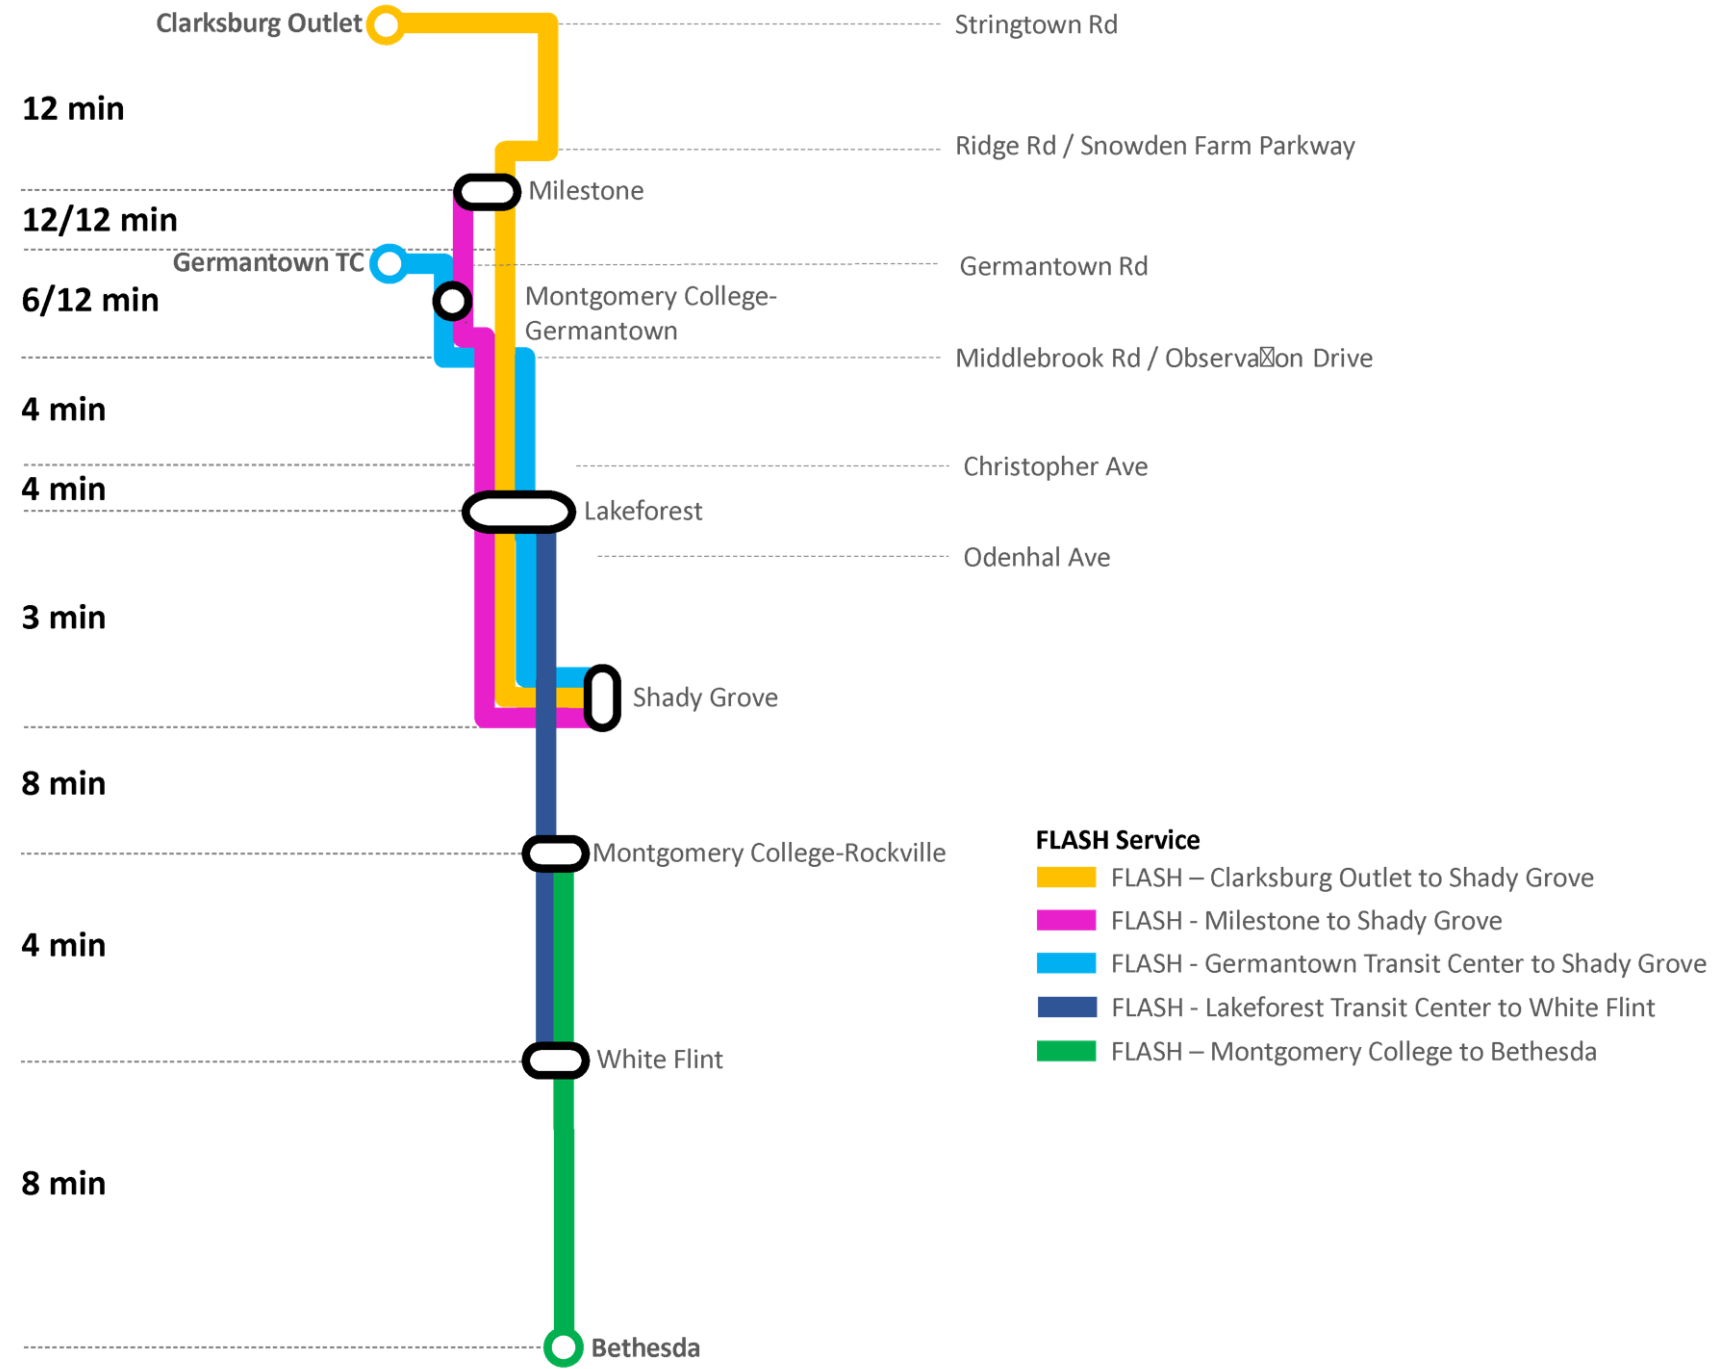 Clarksburg Outlet
Stringtown Rd
12 min
Ridge Rd / Snowden Farm Parkway
Milestone
12/12 min
Germantown TC
Germantown Rd
6/12 min
Montgomery College-
Germantown
Middlebrook Rd / Observa☒on Drive
4 min
Christopher Ave
4 min
Lakeforest
Odenhal Ave
3 min
Shady Grove
8 min
Montgomery College-Rockville
4 min
White Flint
8 min
Bethesda
FLASH Service
FLASH – Clarksburg Outlet to Shady Grove
FLASH - Milestone to Shady Grove
FLASH - Germantown Transit Center to Shady Grove
FLASH - Lakeforest Transit Center to White Flint
FLASH – Montgomery College to Bethesda